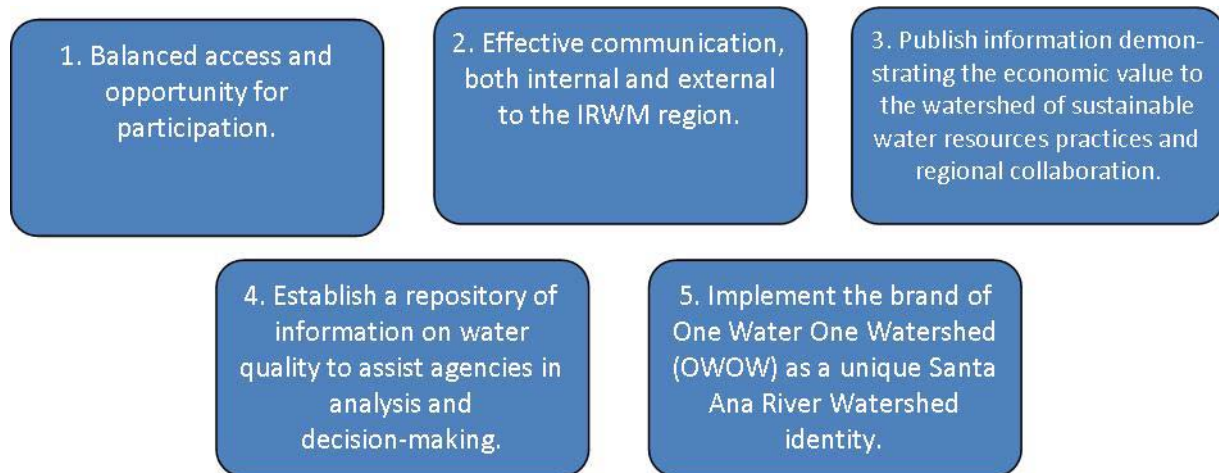 1. Balanced access and
opportunity for
participation.
2. Effective communication,
both internal and external
to the IRWM region.
3. Publish information demon-
strating the economic value to
the watershed of sustainable
water resources practices and
regional collaboration.
4. Establish a repository of
information on water
quality to assist agencies in
analysis and
decision-making.
5. Implement the brand of
One Water One Watershed
(OWOW) as a unique Santa
Ana River Watershed
identity.